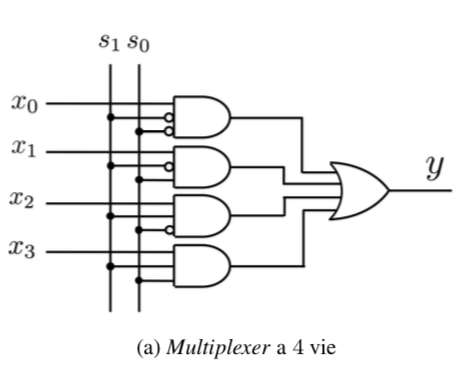 s₁ s₀
x₀
x₁
x₂
x₃
y
(a) Multiplexer a 4 vie